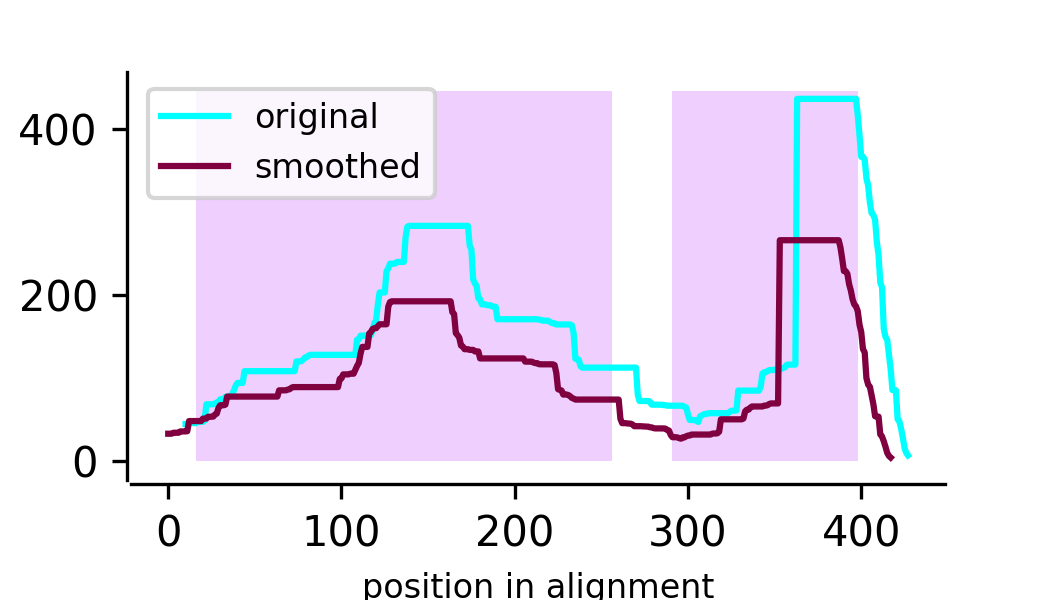 original
smoothed
400
200
0
0 100 200 300 400
position in alignment